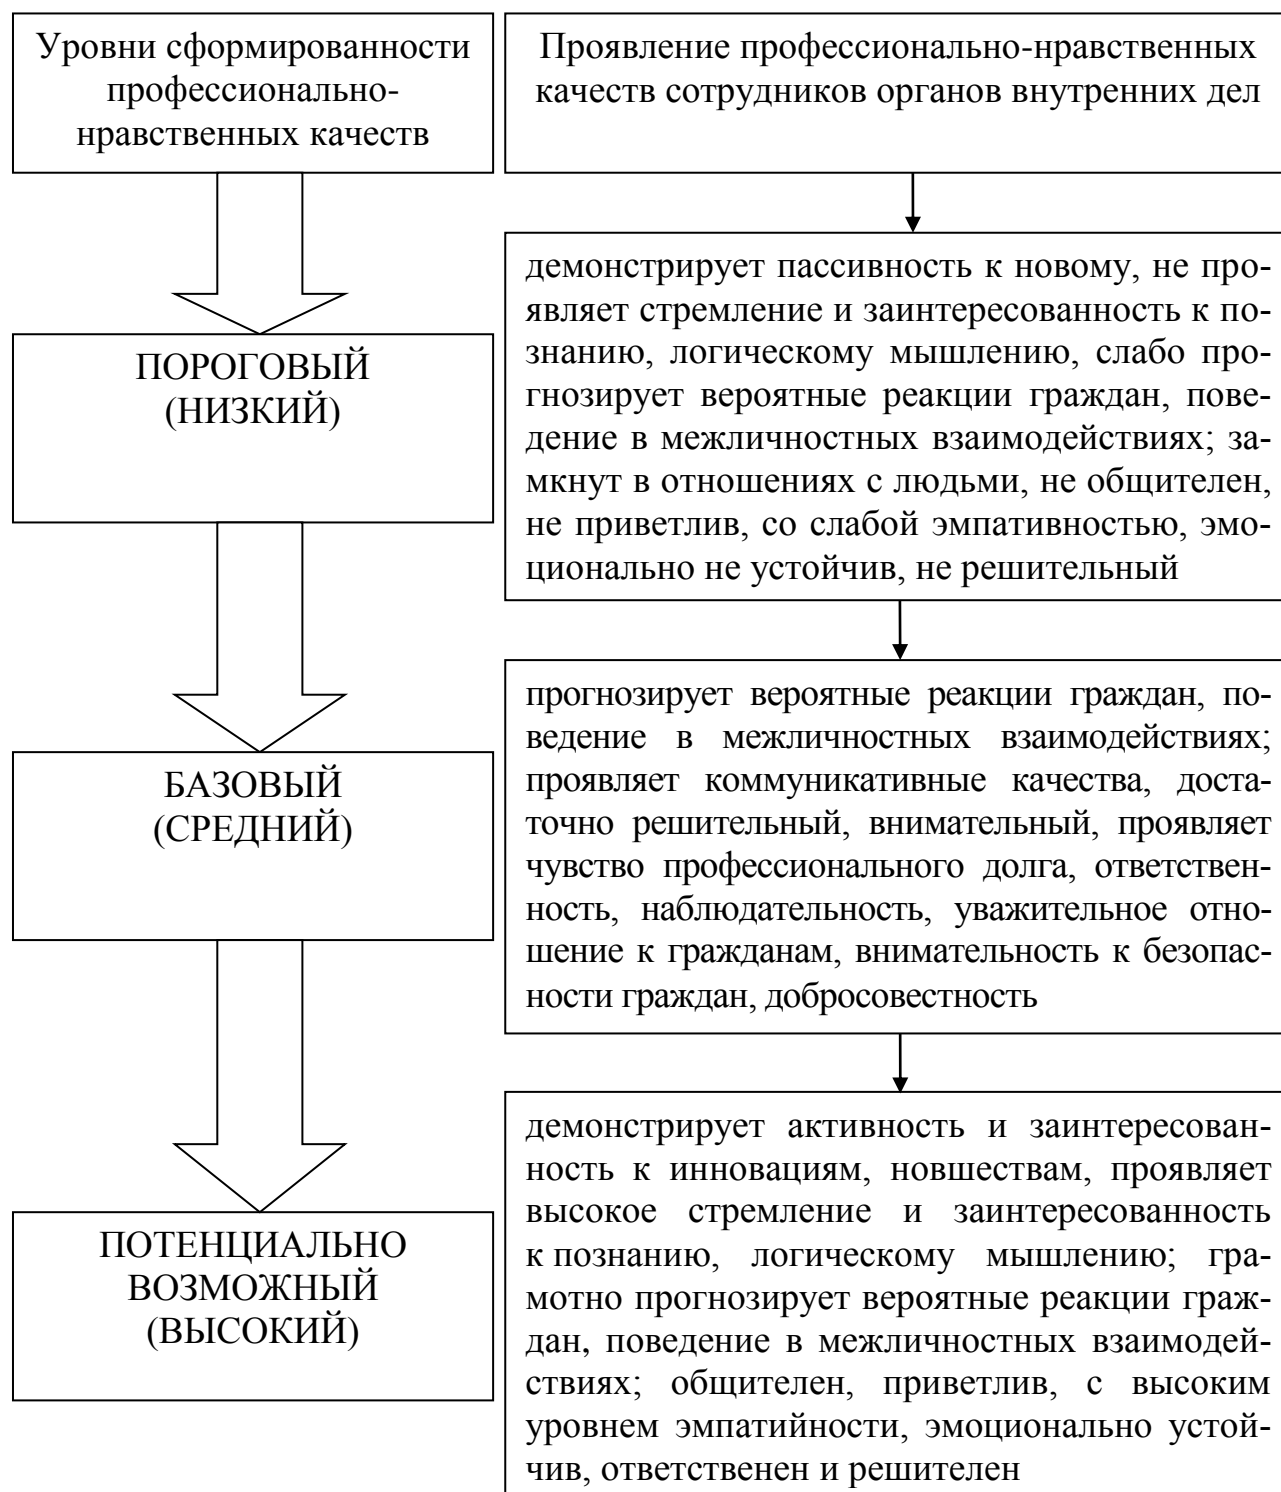 Уровни сформированности
профессионально-
нравственных качеств
Проявление профессионально-нравственных
качеств сотрудников органов внутренних дел
ПОРОГОВЫЙ
(НИЗКИЙ)
демонстрирует пассивность к новому, не про-
являет стремление и заинтересованность к по-
знанию, логическому мышлению, слабо про-
гнозирует вероятные реакции граждан, пове-
дение в межличностных взаимодействиях; за-
мкнут в отношениях с людьми, не общителен,
не приветлив, со слабой эмпативностью, эмо-
ционально не устойчив, не решительный
БАЗОВЫЙ
(СРЕДНИЙ)
прогнозирует вероятные реакции граждан, по-
ведение в межличностных взаимодействиях;
проявляет коммуникативные качества, доста-
точно решительный, внимательный, проявляет
чувство профессионального долга, ответствен-
ность, наблюдательность, уважительное отно-
шение к гражданам, внимательность к безопас-
ности граждан, добросовестность
ПОТЕНЦИАЛЬНО
ВОЗМОЖНЫЙ
(ВЫСОКИЙ)
демонстрирует активность и заинтересован-
ность к инновациям, новшествам, проявляет
высокое стремление и заинтересованность
к познанию, логическому мышлению; гра-
мотно прогнозирует вероятные реакции граж-
дан, поведение в межличностных взаимодей-
ствиях; общителен, приветлив, с высоким
уровнем эмпатийности, эмоционально устой-
чив, ответственен и решителен